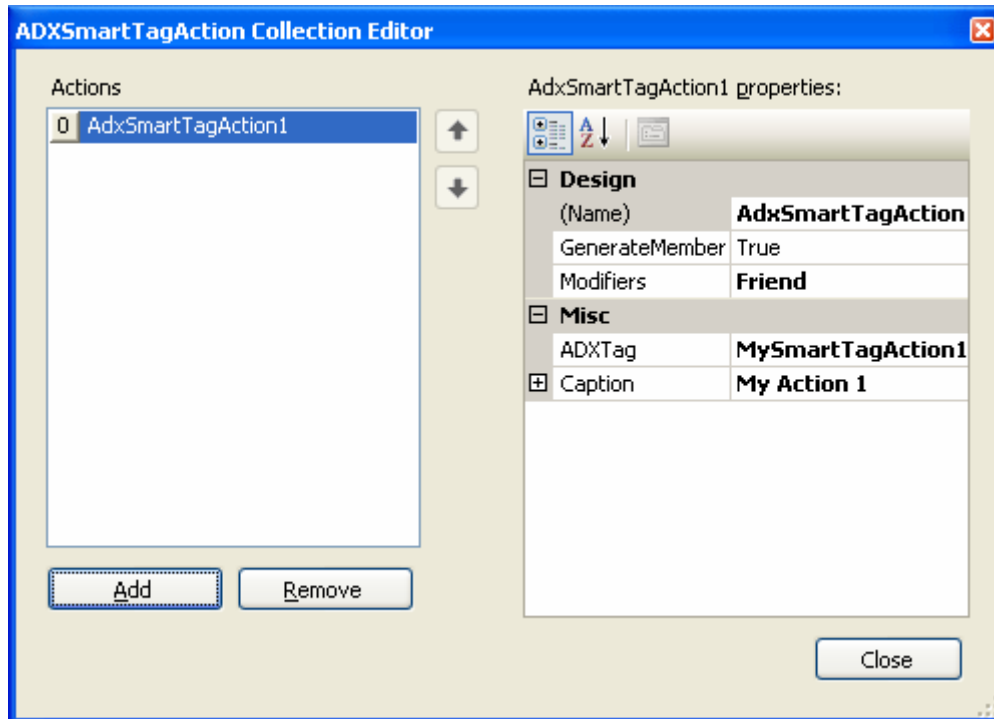 ADXSmartTagAction Collection Editor
Actions
AdxSmartTagAction1 properties:
0 AdxSmartTagAction1
A Z
Design
(Name) AdxSmartTagAction
GenerateMember True
Modifiers Friend
Misc
ADXTag MySmartTagAction1
Caption My Action 1
Add Remove
Close